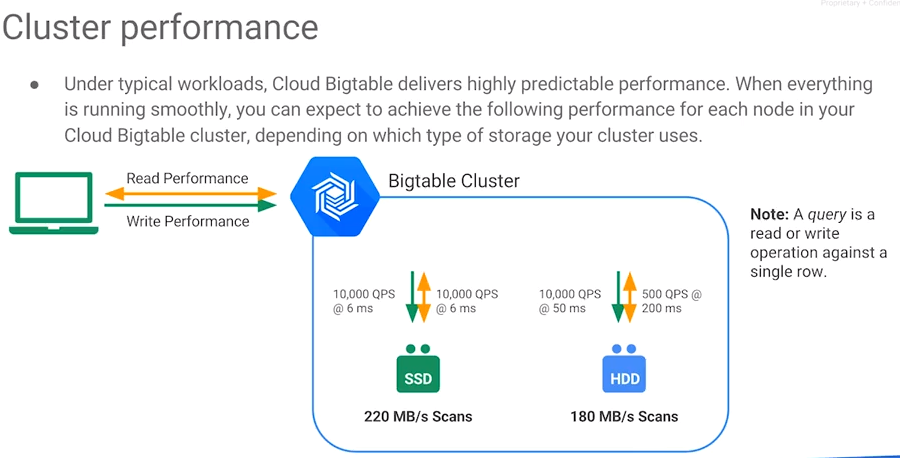 Proprietary + Confiden
Cluster performance
● Under typical workloads, Cloud Bigtable delivers highly predictable performance. When everything
is running smoothly, you can expect to achieve the following performance for each node in your
Cloud Bigtable cluster, depending on which type of storage your cluster uses.
Read Performance
Write Performance
Bigtable Cluster
10,000 QPS
@ 6 ms
10,000 QPS
@ 6 ms
SSD
220 MB/s Scans
10,000 QPS
@ 50 ms
500 QPS @
200 ms
HDD
180 MB/s Scans
Note: A query is a
read or write
operation against a
single row.